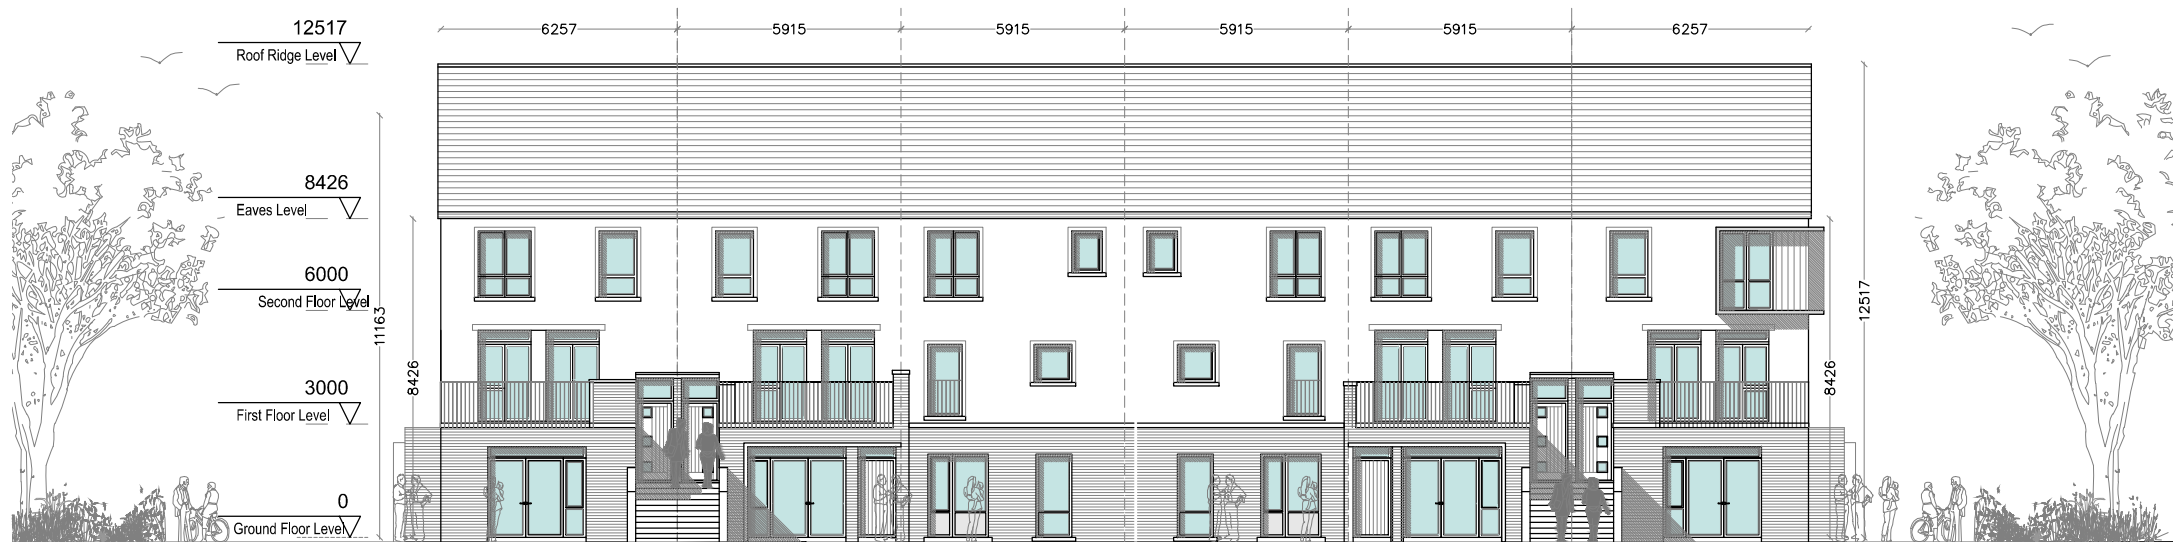 12517
Roof Ridge Level
8426
Eaves Level
6000
Second Floor Level
3000
First Floor Level
0
Ground Floor Level
6257 5915 5915 5915 5915 6257
11163
8426
8426
12517